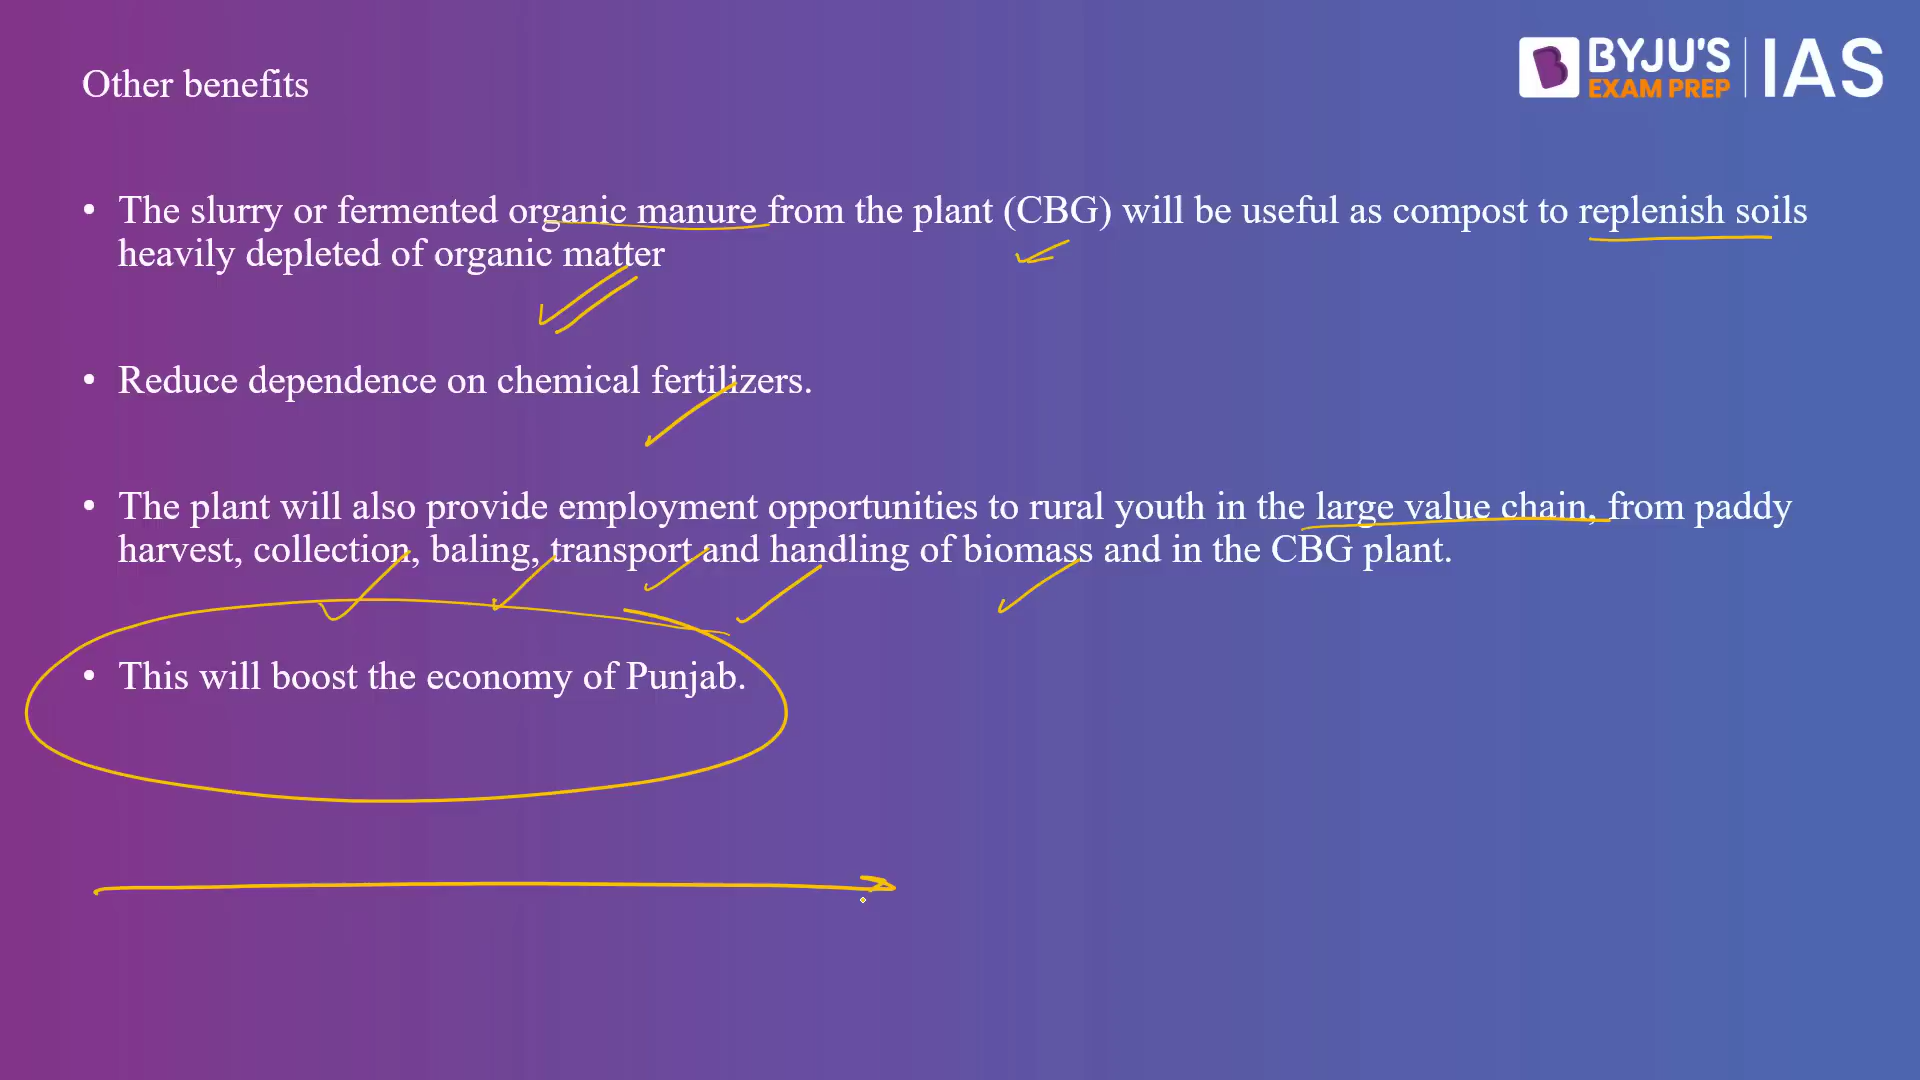 Other benefits
BYJU'S
EXAM PREP
IAS
• The slurry or fermented organic manure from the plant (CBG) will be useful as compost to replenish soils
heavily depleted of organic matter
• Reduce dependence on chemical fertilizers.
• The plant will also provide employment opportunities to rural youth in the large value chain, from paddy
harvest, collection, baling, transport and handling of biomass and in the CBG plant.
• This will boost the economy of Punjab.